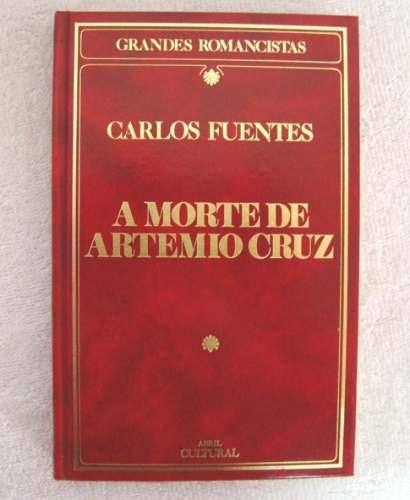 GRANDES ROMANCISTAS
CARLOS FUENTES
A MORTE DE
ARTEMIO CRUZ
ABRIL
CULTURAL